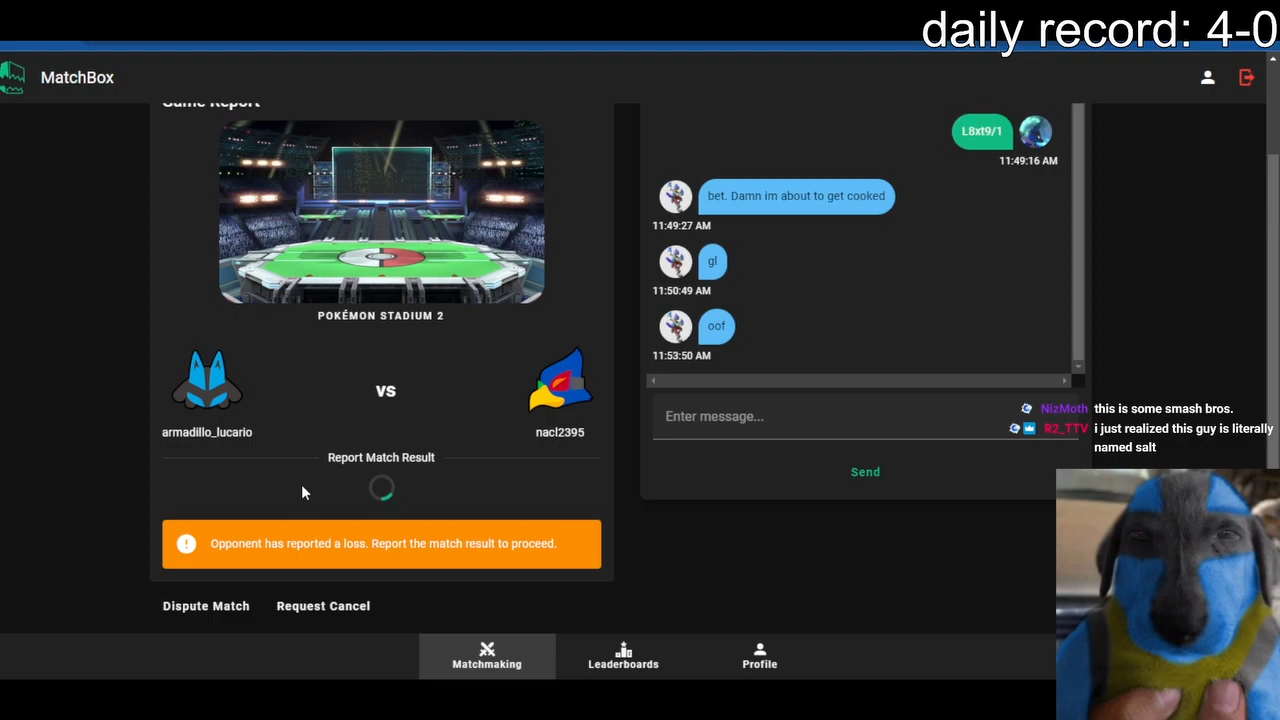 daily record: 4-0
MatchBox
Game Report
POKÉMON STADIUM 2
armadillo_lucario
VS
nacl2395
Report Match Result
Opponent has reported a loss. Report the match result to proceed.
Dispute Match
Request Cancel
L8xt9/1
11:49:16 AM
bet. Damn im about to get cooked
11:49:27 AM
gl
11:50:49 AM
oof
11:53:50 AM
Enter message...
Send
NizMoth this is some smash bros.
R2_TTV i just realized this guy is literally
named salt
Matchmaking
Leaderboards
Profile